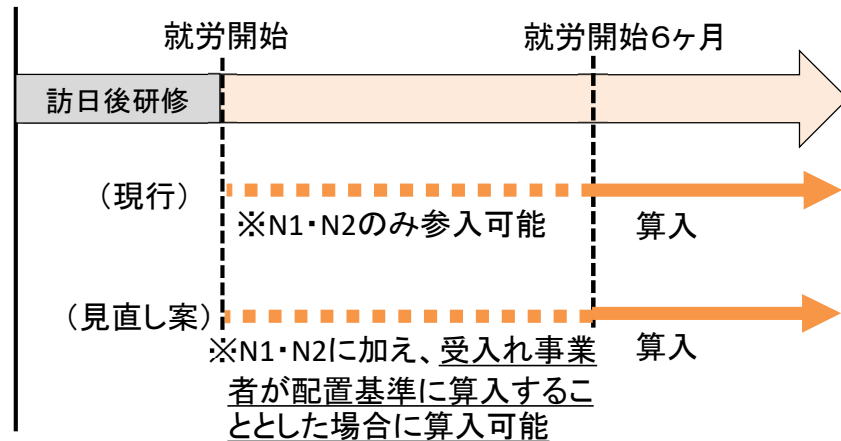 就労開始
就労開始6ヶ月
訪日後研修
（現行）
※N1・N2のみ参入可能
算入
（見直し案）
※N1・N2に加え、受入れ事業
者が配置基準に算入するこ
ととした場合に算入可能
算入